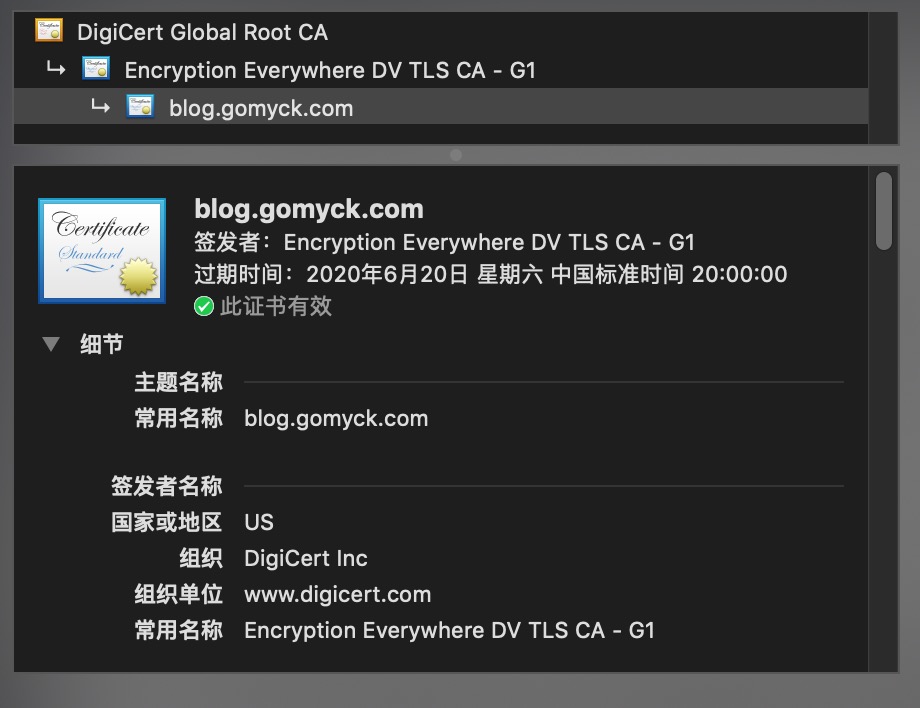 DigiCert Global Root CA
Encryption Everywhere DV TLS CA - G1
blog.gomyck.com
Certificate
Standard
blog.gomyck.com
签发者：Encryption Everywhere DV TLS CA - G1
过期时间：2020年6月20日 星期六 中国标准时间 20:00:00
此证书有效
细节
主题名称
常用名称 blog.gomyck.com
签发者名称
国家或地区 US
组织 DigiCert Inc
组织单位 www.digicert.com
常用名称 Encryption Everywhere DV TLS CA - G1